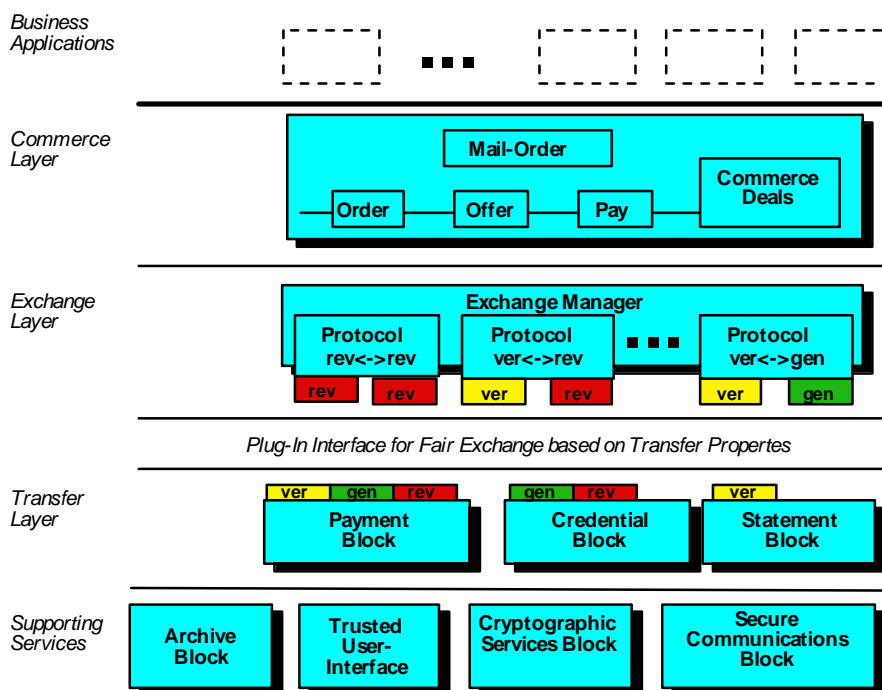 Business
Applications
Commerce
Layer
Mail-Order
Commerce
Deals
Order
Offer
Pay
Exchange
Layer
Exchange Manager
Protocol
rev<->rev
Protocol
ver<->rev
Protocol
ver<->gen
rev
rev
ver
rev
ver
gen
Plug-In Interface for Fair Exchange based on Transfer Propertes
Transfer
Layer
ver
gen
rev
Payment
Block
gen
rev
Credential
Block
ver
Statement
Block
Supporting
Services
Archive
Block
Trusted
User-
Interface
Cryptographic
Services Block
Secure
Communications
Block